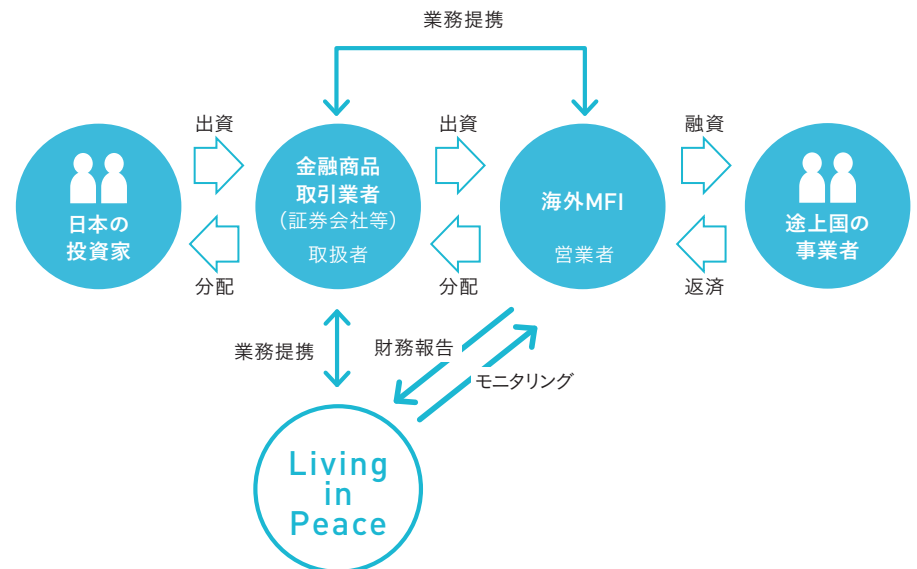 業務提携
出資
出資
融資
日本の
投資家
金融商品
取引業者
（証券会社等）
取扱者
海外MFI
営業者
途上国の
事業者
分配
分配
返済
業務提携
財務報告
モニタリング
Living
in
Peace